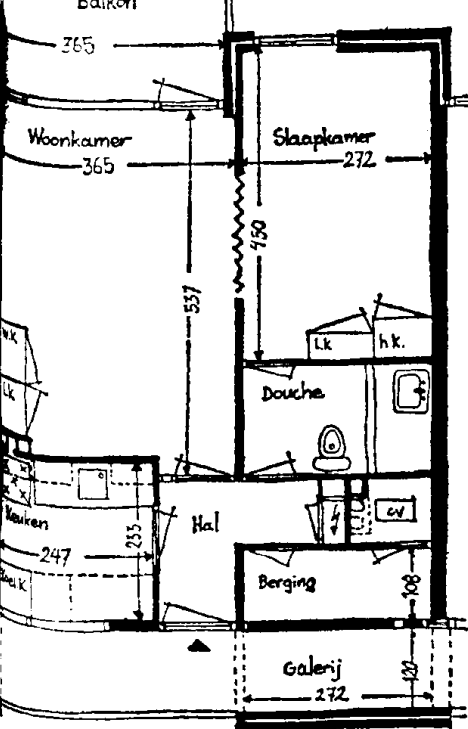 Balkon
365
Woonkamer
365
Slaapkamer
272
450
537
l.k
h.k.
l.k
Douche
Keuken
247
233
Hal
cv
Berging
108
Galerij
272
120